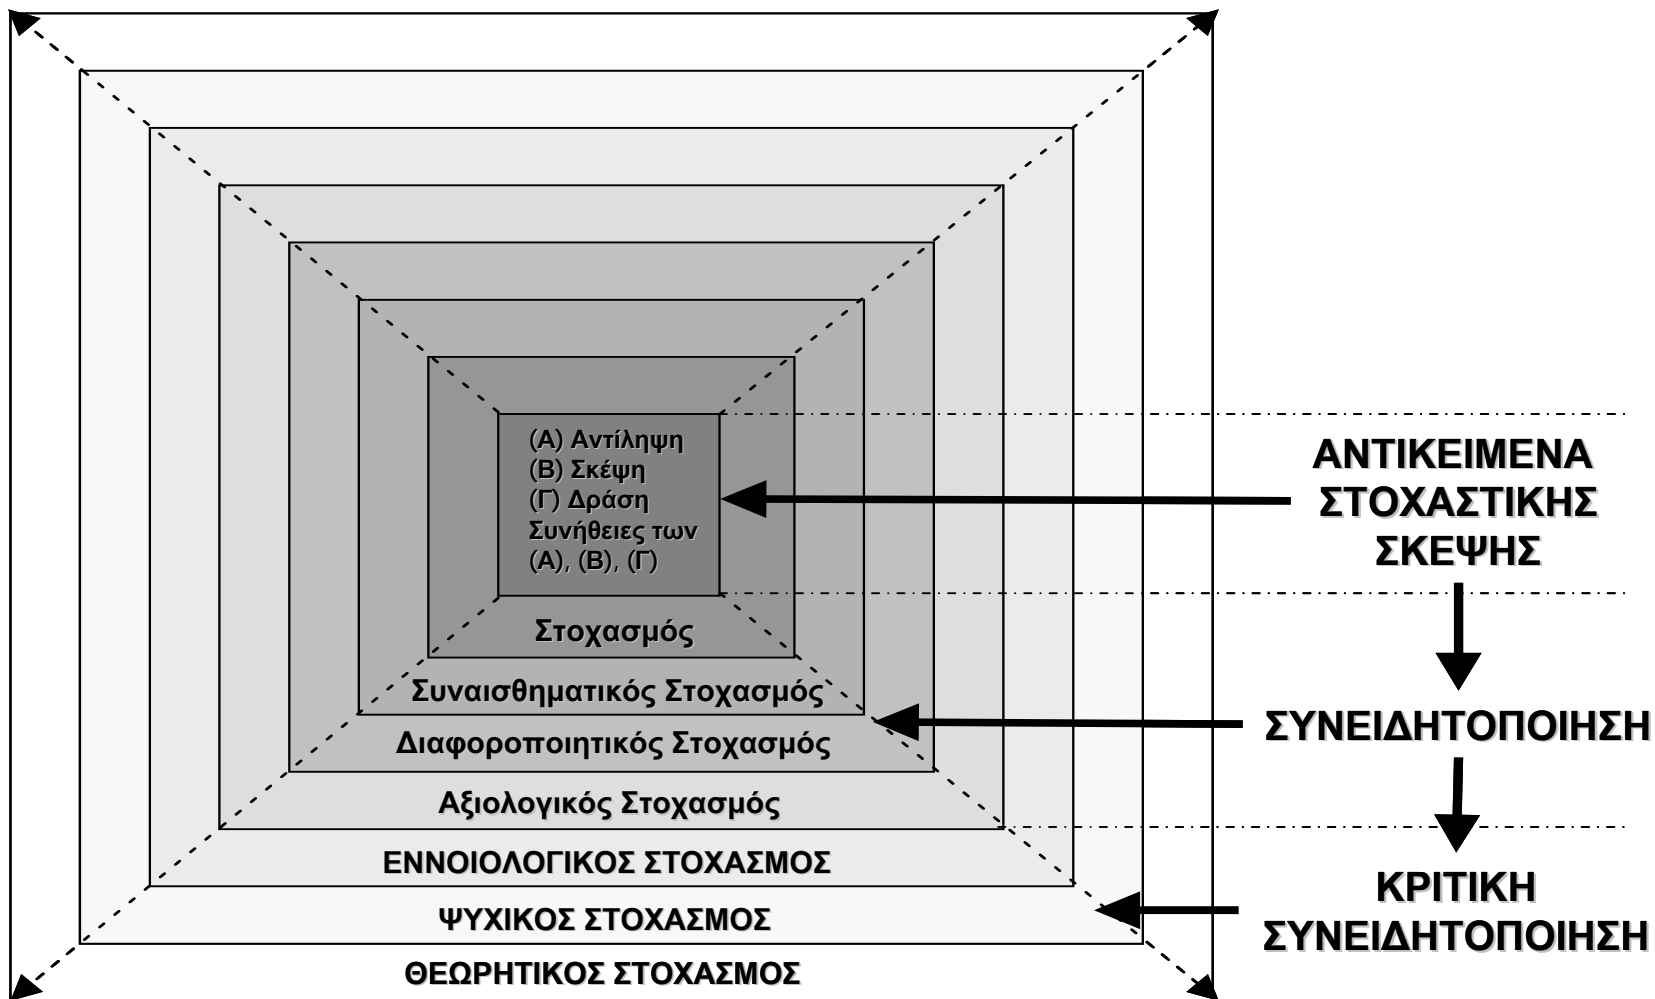 (Α) Αντίληψη
(Β) Σκέψη
(Γ) Δράση
Συνήθειες των
(Α), (Β), (Γ)
Στοχασμός
Συναισθηματικός Στοχασμός
Διαφοροποιητικός Στοχασμός
Αξιολογικός Στοχασμός
ΕΝΝΟΙΟΛΟΓΙΚΟΣ ΣΤΟΧΑΣΜΟΣ
ΨΥΧΙΚΟΣ ΣΤΟΧΑΣΜΟΣ
ΘΕΩΡΗΤΙΚΟΣ ΣΤΟΧΑΣΜΟΣ
ΑΝΤΙΚΕΙΜΕΝΑ
ΣΤΟΧΑΣΤΙΚΗΣ
ΣΚΕΨΗΣ
ΣΥΝΕΙΔΗΤΟΠΟΙΗΣΗ
ΚΡΙΤΙΚΗ
ΣΥΝΕΙΔΗΤΟΠΟΙΗΣΗ